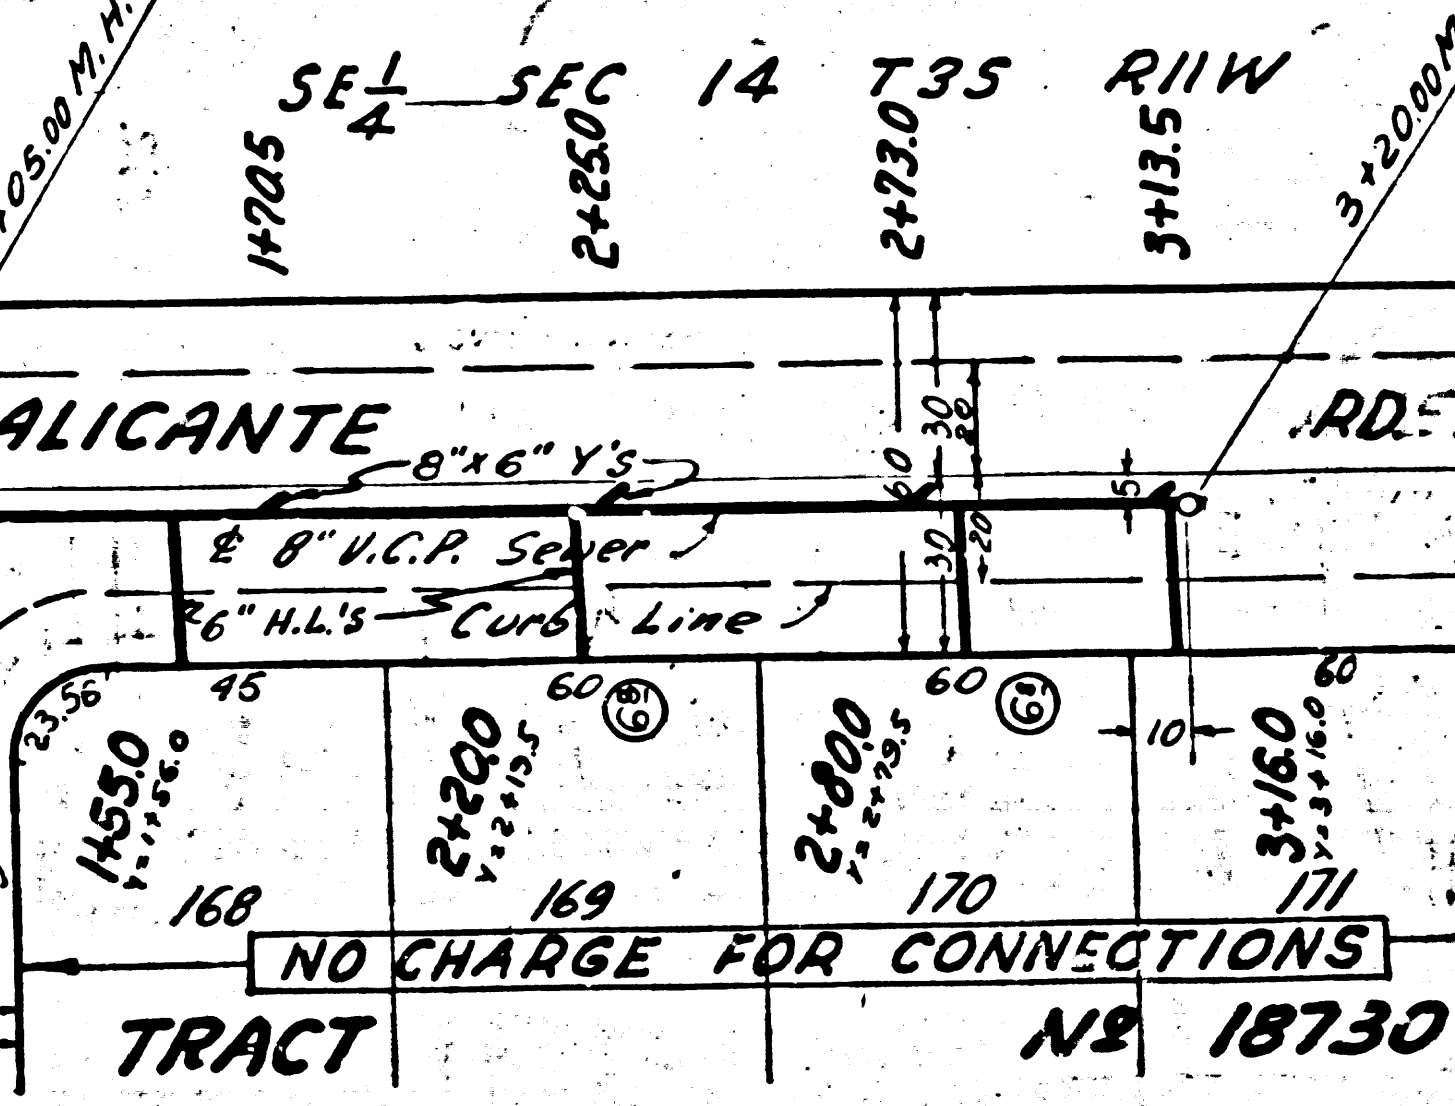 05.00 M.H.
SE 1/4 SEC 14 T3S R11W
1+70.5
2+25.0
2+73.0
3+13.5
3+20.00 M
ALICANTE RD.
8"x6" Y'S
60
30
20
5
℄ 8" V.C.P. Sewer
30
20
6" H.L.'S
Curb Line
23.56
45
60
69
60
69
60
10
1+55.0
Y=1+56.0
2+20.0
Y=2+19.5
2+80.0
Y=2+79.5
3+16.0
Y=3+16.0
168
169
170
171
NO CHARGE FOR CONNECTIONS
TRACT Nº 18730